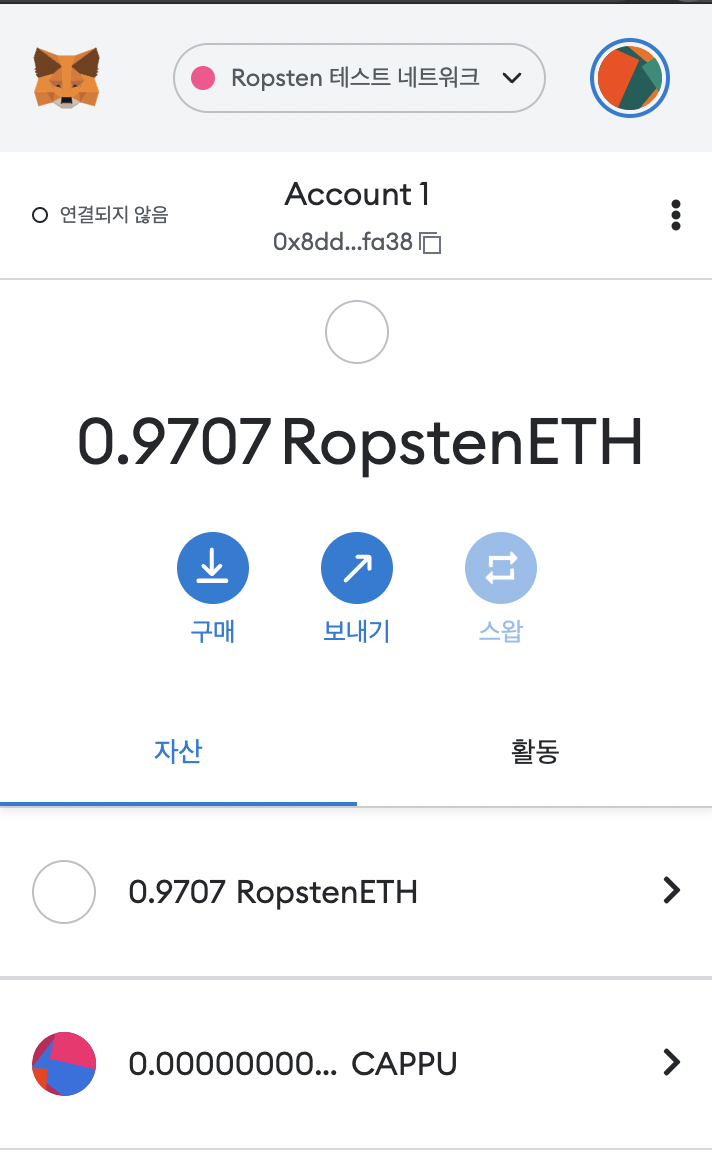 Ropsten 테스트 네트워크
연결되지 않음
Account 1
0x8dd...fa38
0.9707 RopstenETH
구매
보내기
스왑
자산
활동
0.9707 RopstenETH
0.00000000... CAPPU